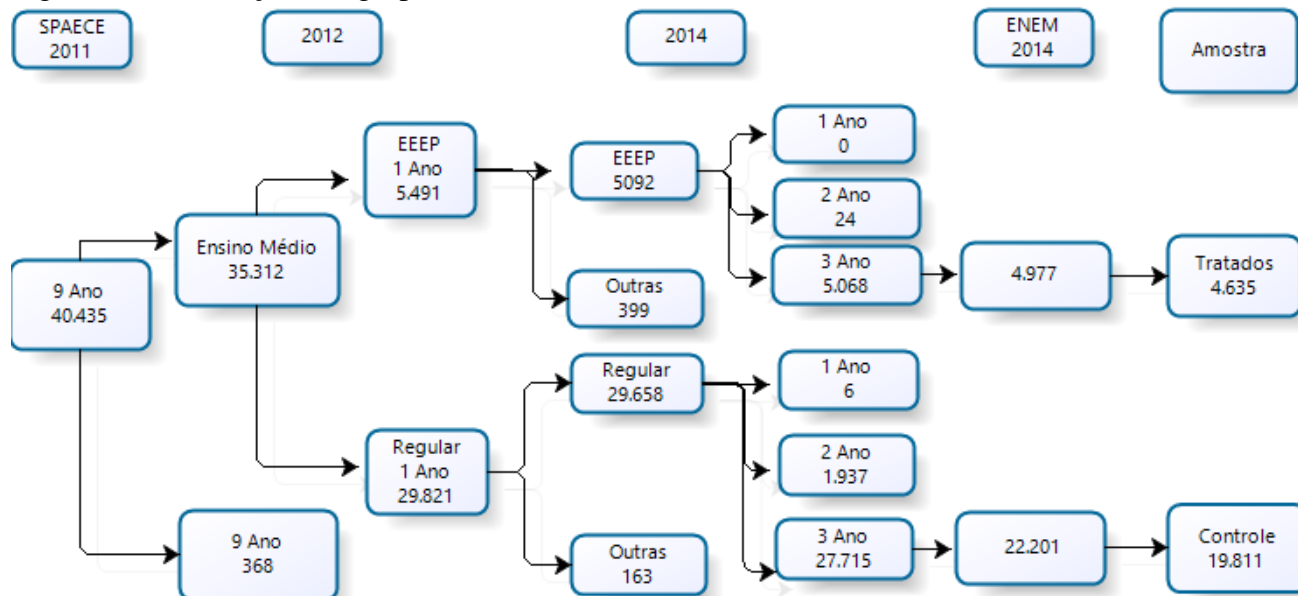 SPAECE
2011
2012
2014
ENEM
2014
Amostra
EEEP
1 Ano
5.491
EEEP
5092
1 Ano
0
2 Ano
24
3 Ano
5.068
4.977
Tratados
4.635
Ensino Médio
35.312
9 Ano
40.435
Outras
399
Regular
29.658
1 Ano
6
Regular
1 Ano
29.821
2 Ano
1.937
9 Ano
368
Outras
163
3 Ano
27.715
22.201
Controle
19.811